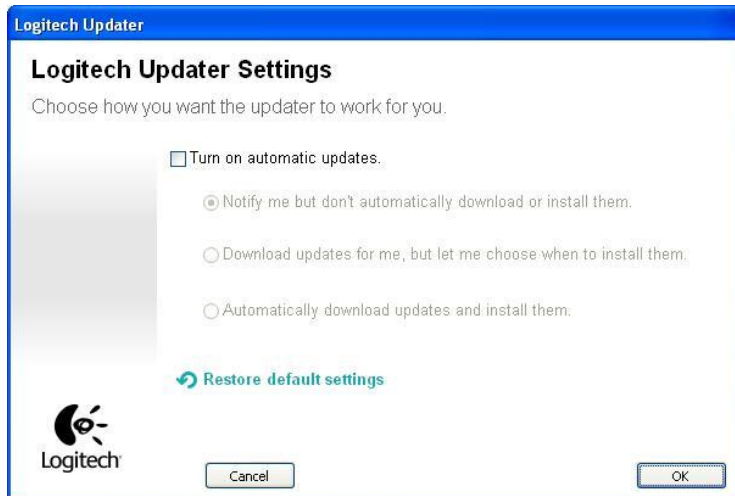 Logitech Updater
Logitech Updater Settings
Choose how you want the updater to work for you.
Turn on automatic updates.
Notify me but don't automatically download or install them.
Download updates for me, but let me choose when to install them.
Automatically download updates and install them.
Restore default settings
Logitech
Cancel
OK